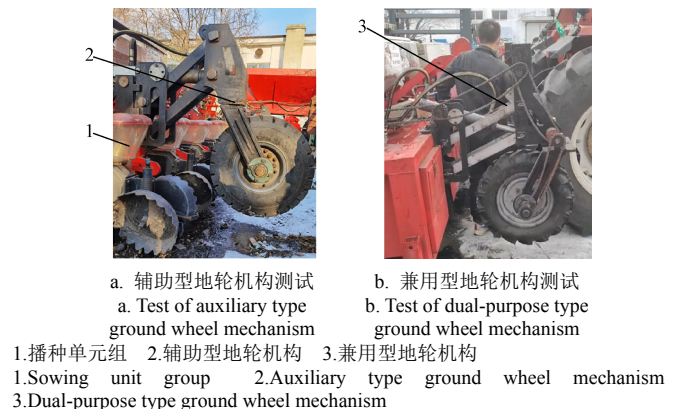 2
1
3
a. 辅助型地轮机构测试
a. Test of auxiliary type
ground wheel mechanism
b. 兼用型地轮机构测试
b. Test of dual-purpose type
ground wheel mechanism
1.播种单元组 2.辅助型地轮机构 3.兼用型地轮机构
1.Sowing unit group 2.Auxiliary type ground wheel mechanism
3.Dual-purpose type ground wheel mechanism